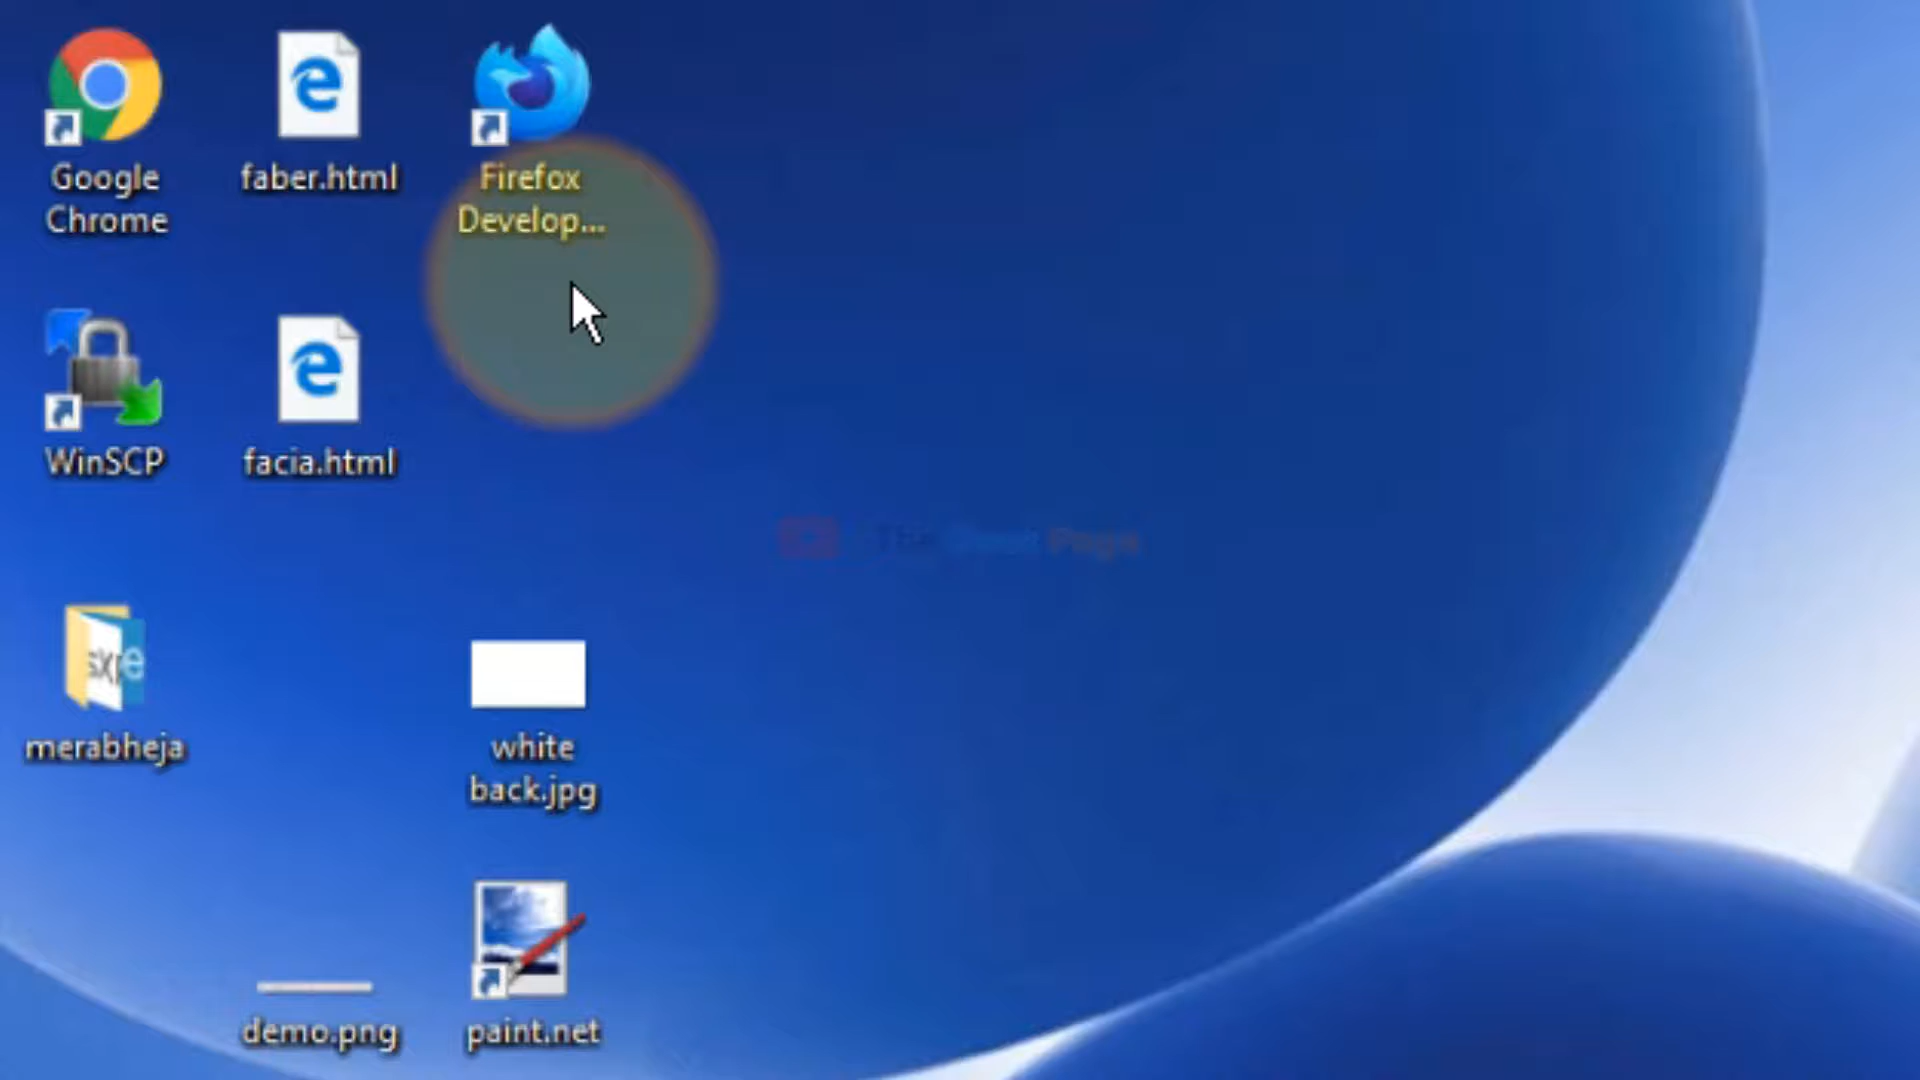 Google
Chrome
faber.html
Firefox
Develop...
WinSCP
facia.html
merabheja
white
back.jpg
demo.png
paint.net